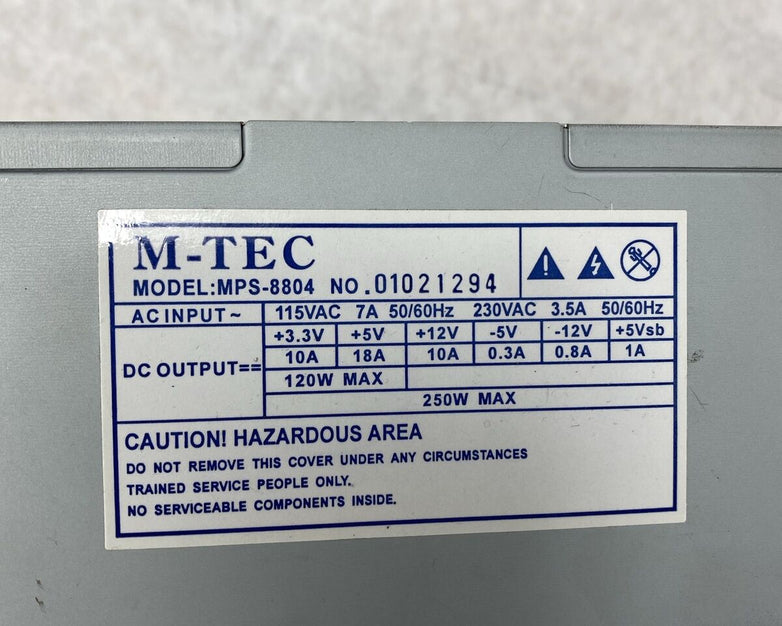 M-TEC
MODEL:MPS-8804 NO.01021294
AC INPUT~ 115VAC 7A 50/60Hz 230VAC 3.5A 50/60Hz
DC OUTPUT== +3.3V +5V +12V -5V -12V +5Vsb
10A 18A 10A 0.3A 0.8A 1A
120W MAX
250W MAX
CAUTION! HAZARDOUS AREA
DO NOT REMOVE THIS COVER UNDER ANY CIRCUMSTANCES
TRAINED SERVICE PEOPLE ONLY.
NO SERVICEABLE COMPONENTS INSIDE.